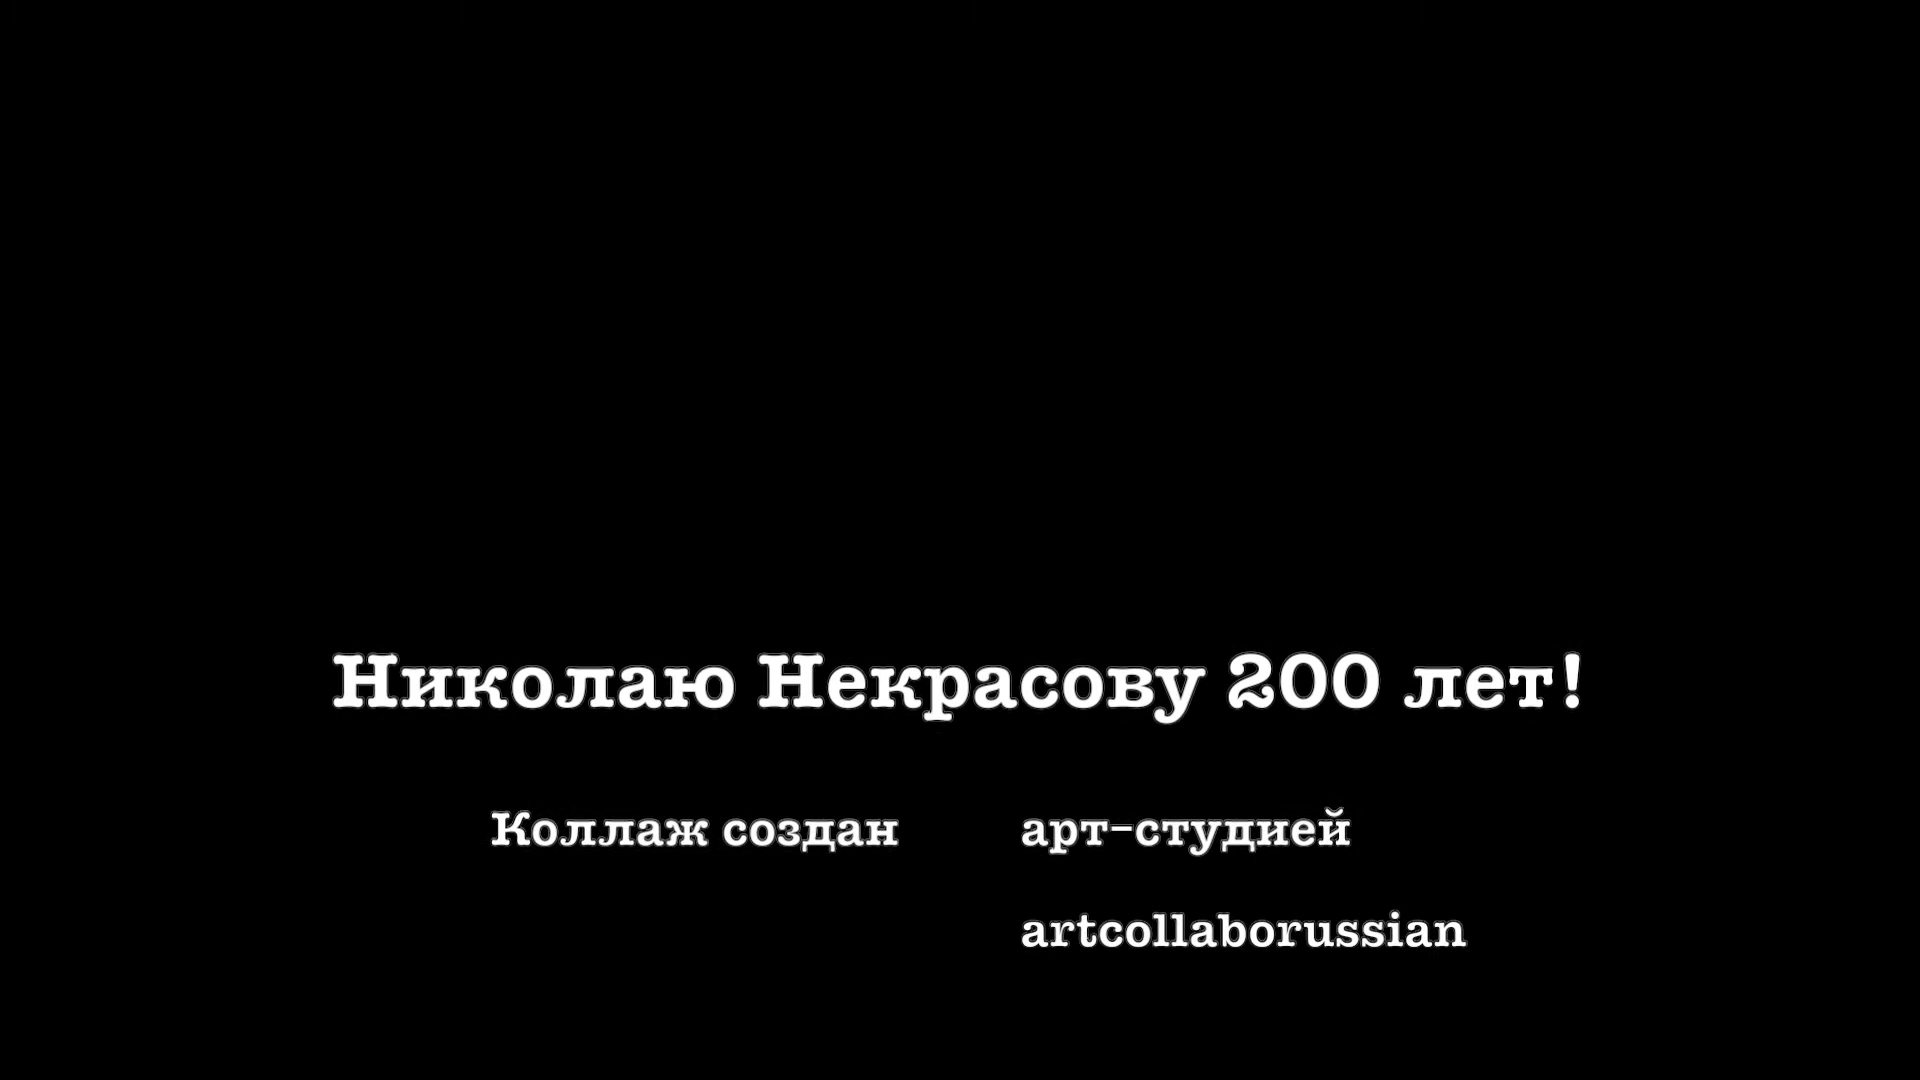 Николаю Некрасову 200 лет!
Коллаж создан арт-студией
artcollaborussian